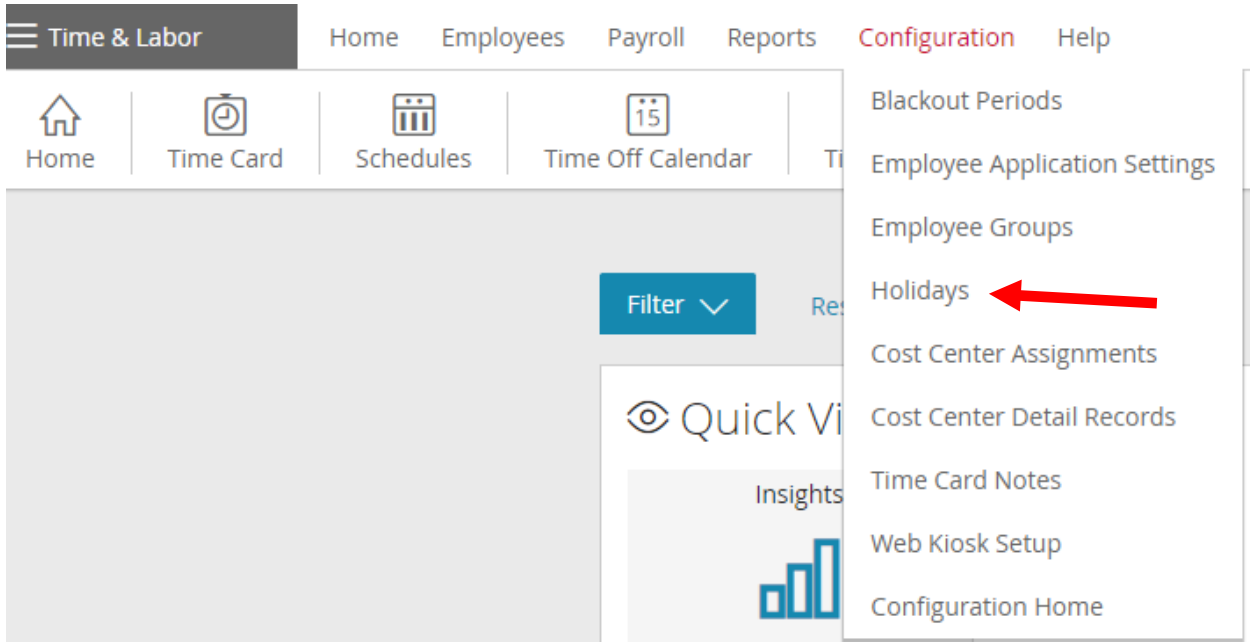 Time & Labor
Home Employees Payroll Reports Configuration Help
Home Time Card Schedules 15 Time Off Calendar
Blackout Periods
Employee Application Settings
Employee Groups
Holidays
Cost Center Assignments
Cost Center Detail Records
Time Card Notes
Web Kiosk Setup
Configuration Home
Filter
Quick Vi
Insights